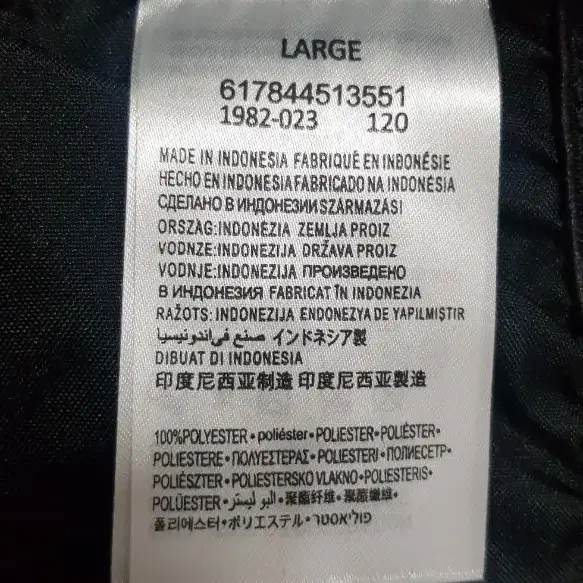 LARGE
617844513551
1982-023 120
MADE IN INDONESIA FABRIQUÉ EN INDONÉSIE
HECHO EN INDONESIA FABRICADO NA INDONÉSIA
СДЕЛАНО В ИНДОНЕЗИИ SZÁRMAZÁSI
ORSZÁG:INDONÉZIA ZEMLJA PROIZ
VODNZE:INDONEZIJA DRŽAVA PROIZ
VODNJE:INDONEZIJA ПРОИЗВЕДЕНО
В ИНДОНЕЗИЯ FABRICAT ÎN INDONEZIA
RAŽOTS: INDONEZIJA ENDONEZYA DE YAPILMIŞTIR
صنع في اندونيسيا インドネシア製
DIBUAT DI INDONESIA
印度尼西亚制造 印度尼西亚製造
100%POLYESTER•poliéster•POLIESTER•POLIÉSTER•
POLIESTERE•ΠΟΛΥΕΣΤΕΡΑΣ•POLIESTERI•ПОЛИЕСЕТР•
POLIÉSZTER•POLIESTERSKO VLAKNO•POLIESTERIS•
POLÜESTER•البو ليستر•聚酯纤维•聚酯纖維•
폴리에스터•ポリエステル•פוליאסטר